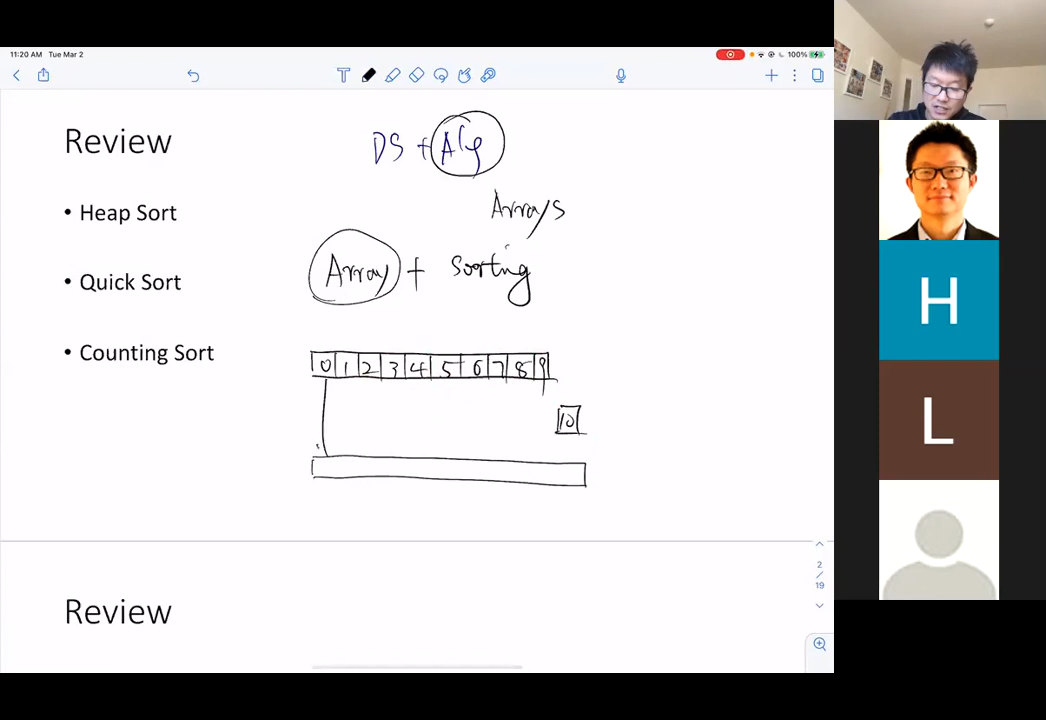 11:20 AM Tue Mar 2
100%
T
Review
DS + Alg
Heap Sort
Arrays
Array + Sorting
Quick Sort
Counting Sort
0 1 2 3 4 5 6 7 8 9
10
2
/
19
Review
H
L